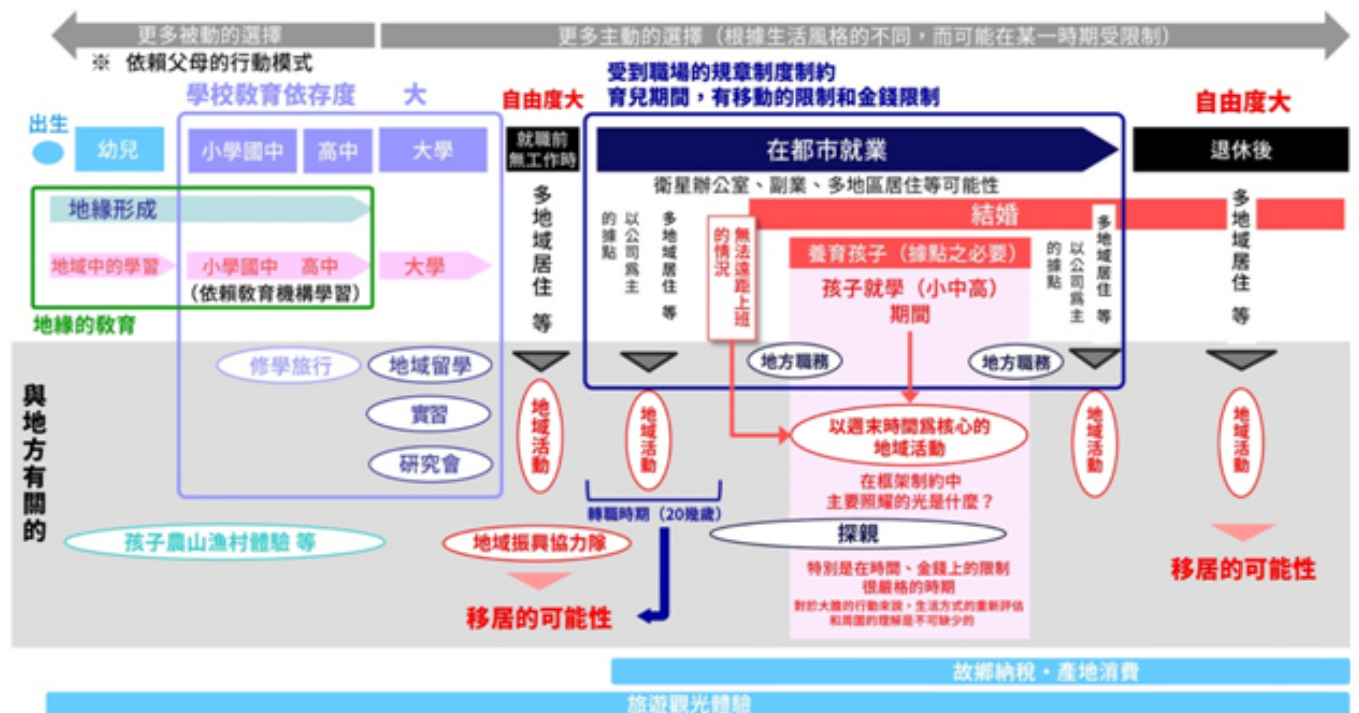 更多被動的選擇
更多主動的選擇（根據生活風格的不同，而可能在某一時期受限制）
※ 依賴父母的行動模式
學校敎育依存度 大
自由度大
受到職場的規章制度制約
育兒期間，有移動的限制和金錢限制
自由度大
出生
幼兒
小學國中
高中
大學
就職前
無工作時
在都市就業
退休後
衛星辦公室、副業、多地區居住等可能性
地緣形成
結婚
地域中的學習
小學國中 高中
（依賴敎育機構學習）
大學
地緣的敎育
多地域居住 等
以公司爲主
的據點
多地域居住 等
無法遠距上班
的情況
養育孩子（據點之必要）
孩子就學（小中高）
期間
以公司爲主
的據點
多地域居住 等
多地域居住 等
與地方有關的
修學旅行
地域留學
實習
研究會
地域活動
地域活動
地方職務
地方職務
以週末時間爲核心的
地域活動
地域活動
地域活動
在框架制約中
主要照耀的光是什麼？
轉職時期（20幾歲）
孩子農山漁村體驗 等
地域振興協力隊
探親
移居的可能性
特別是在時間、金錢上的限制
很嚴格的時期
對於大膽的行動來說，生活方式的重新評估
和周圍的理解是不可缺少的
移居的可能性
故鄉納稅・產地消費
旅遊觀光體驗